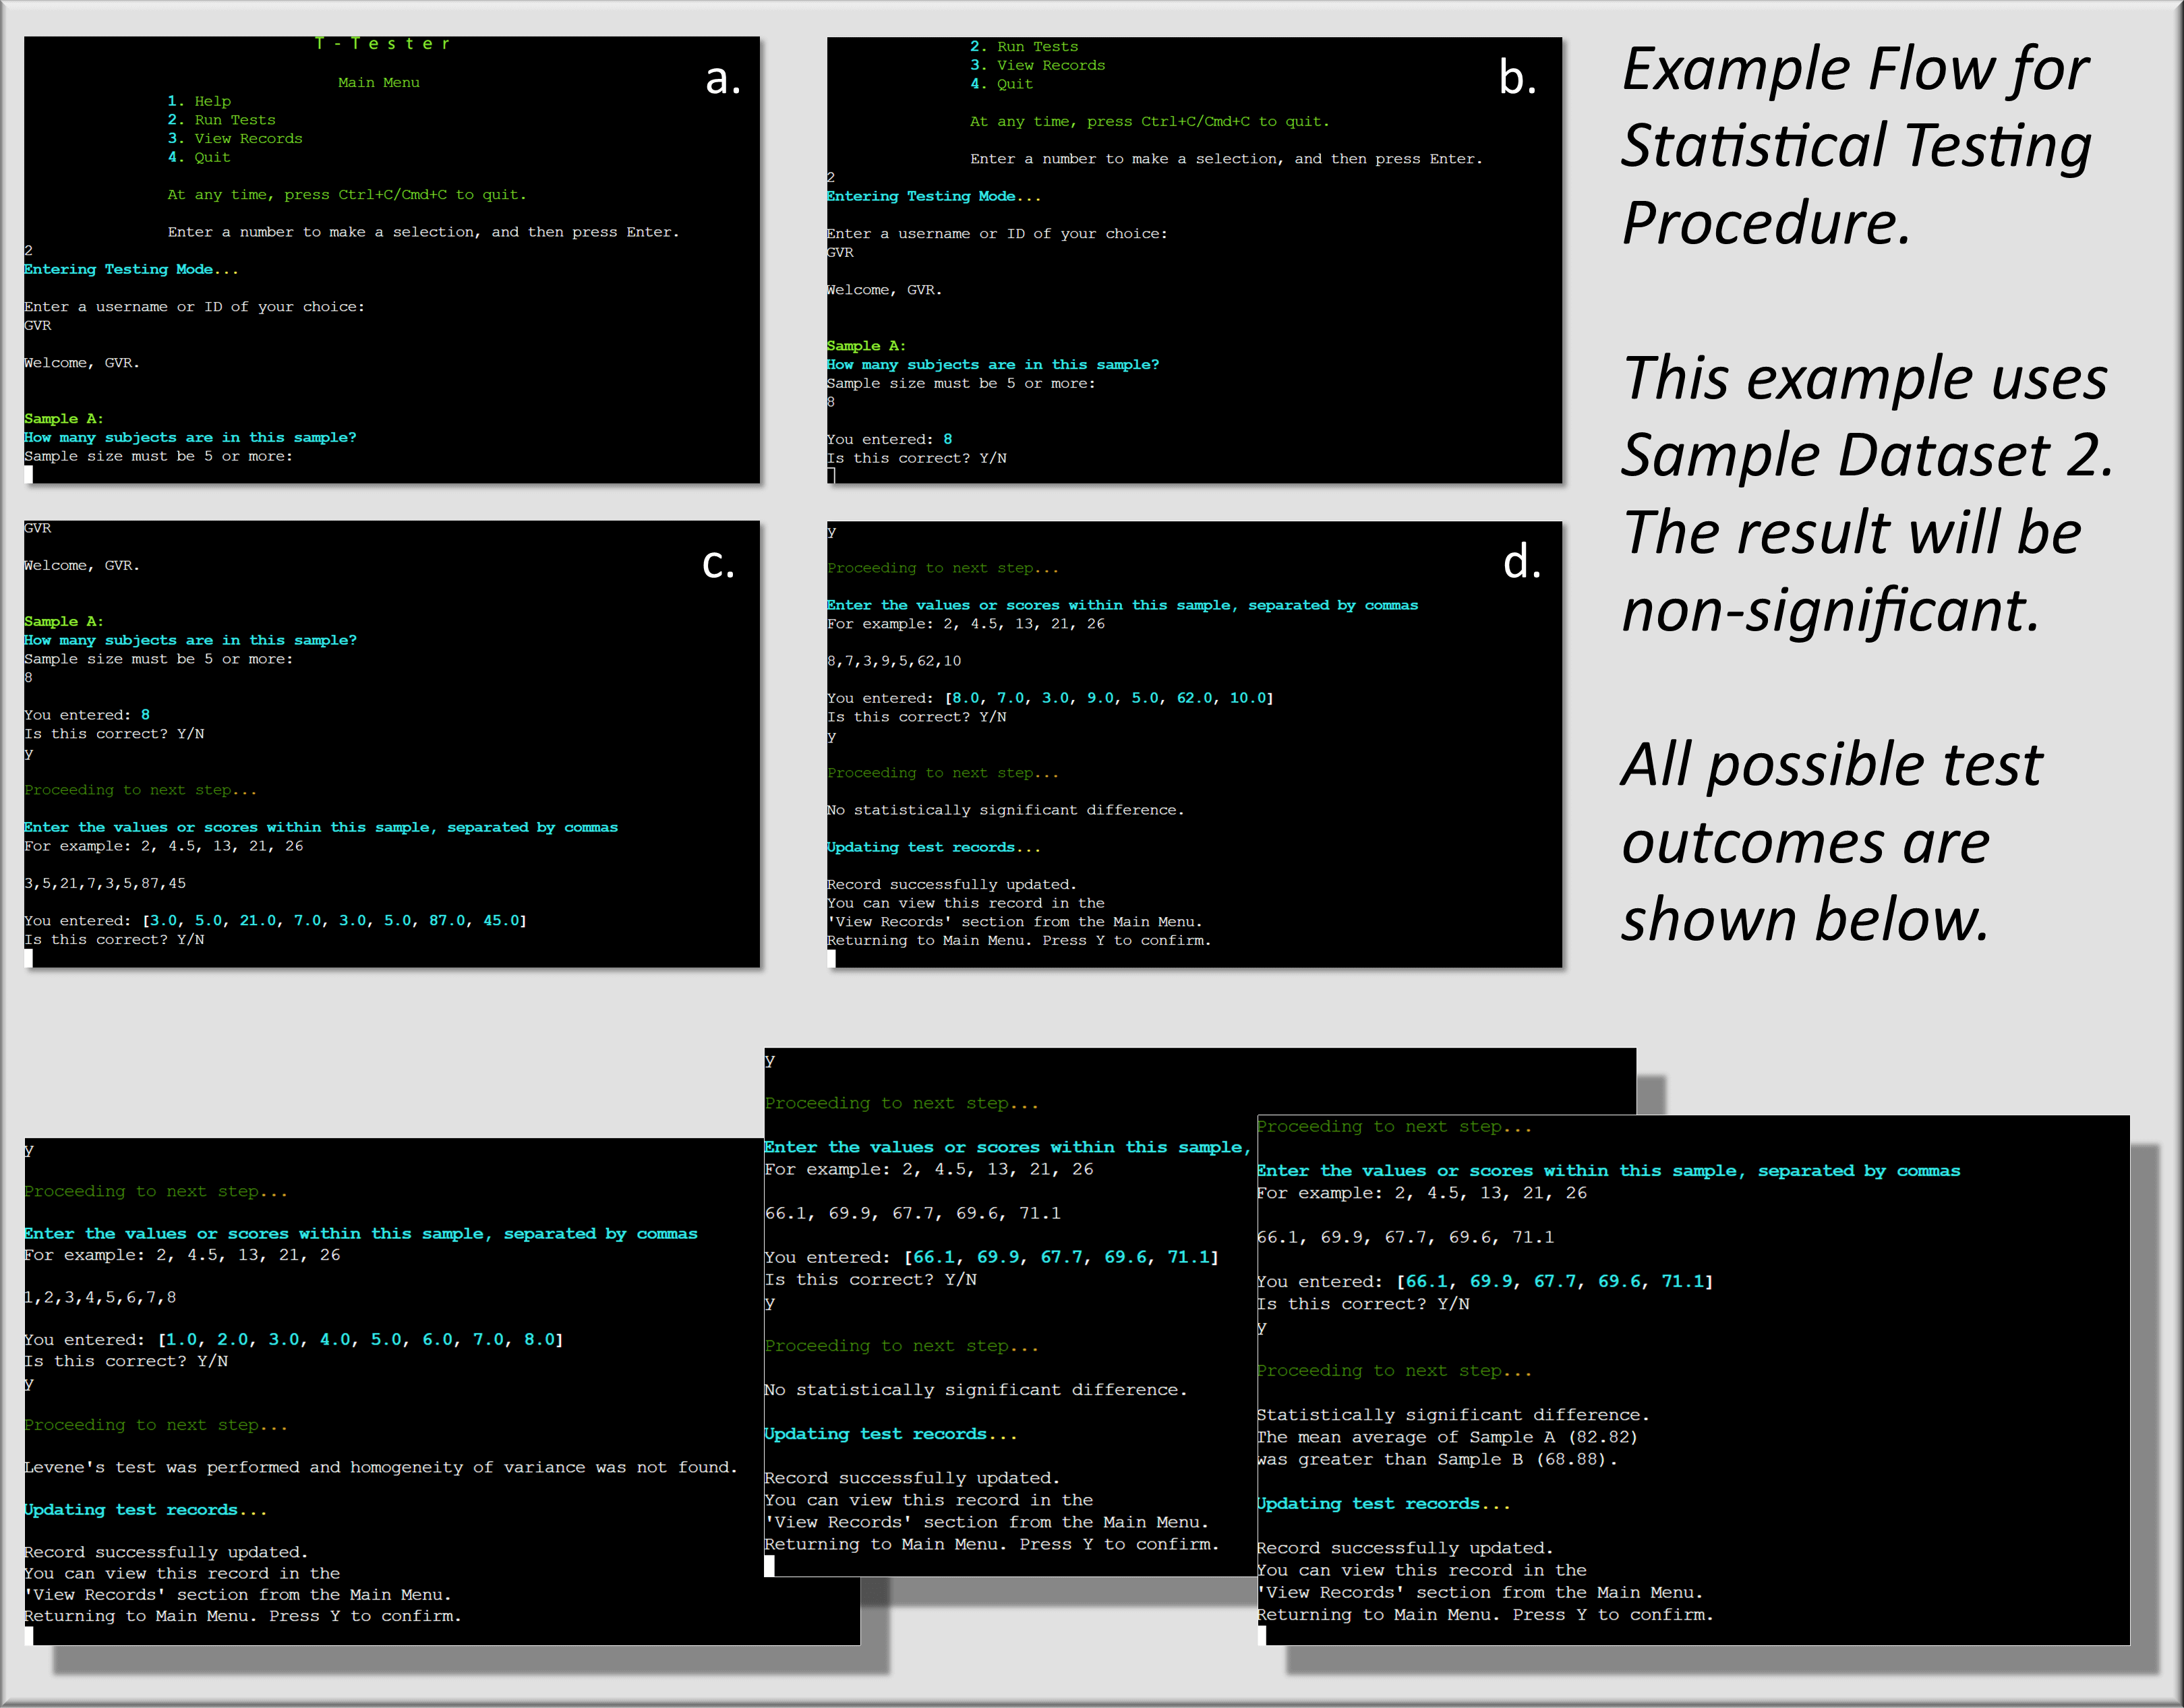 T - T e s t e r
Main Menu
1. Help
2. Run Tests
3. View Records
4. Quit
At any time, press Ctrl+C/Cmd+C to quit.
Enter a number to make a selection, and then press Enter.
2
Entering Testing Mode...
Enter a username or ID of your choice:
GVR
Welcome, GVR.
Sample A:
How many subjects are in this sample?
Sample size must be 5 or more:
a.
2. Run Tests
3. View Records
4. Quit
At any time, press Ctrl+C/Cmd+C to quit.
Enter a number to make a selection, and then press Enter.
2
Entering Testing Mode...
Enter a username or ID of your choice:
GVR
Welcome, GVR.
Sample A:
How many subjects are in this sample?
Sample size must be 5 or more:
8
You entered: 8
Is this correct? Y/N
b.
Example Flow for
Statistical Testing
Procedure.
This example uses
Sample Dataset 2.
The result will be
non-significant.
All possible test
outcomes are
shown below.
GVR
Welcome, GVR.
Sample A:
How many subjects are in this sample?
Sample size must be 5 or more:
8
You entered: 8
Is this correct? Y/N
y
Proceeding to next step...
Enter the values or scores within this sample, separated by commas
For example: 2, 4.5, 13, 21, 26
3,5,21,7,3,5,87,45
You entered: [3.0, 5.0, 21.0, 7.0, 3.0, 5.0, 87.0, 45.0]
Is this correct? Y/N
c.
y
Proceeding to next step...
Enter the values or scores within this sample, separated by commas
For example: 2, 4.5, 13, 21, 26
8,7,3,9,5,62,10
You entered: [8.0, 7.0, 3.0, 9.0, 5.0, 62.0, 10.0]
Is this correct? Y/N
y
Proceeding to next step...
No statistically significant difference.
Updating test records...
Record successfully updated.
You can view this record in the
'View Records' section from the Main Menu.
Returning to Main Menu. Press Y to confirm.
d.
y
Proceeding to next step...
Enter the values or scores within this sample, separated by commas
For example: 2, 4.5, 13, 21, 26
1,2,3,4,5,6,7,8
You entered: [1.0, 2.0, 3.0, 4.0, 5.0, 6.0, 7.0, 8.0]
Is this correct? Y/N
y
Proceeding to next step...
Levene's test was performed and homogeneity of variance was not found.
Updating test records...
Record successfully updated.
You can view this record in the
'View Records' section from the Main Menu.
Returning to Main Menu. Press Y to confirm.
y
Proceeding to next step...
Enter the values or scores within this sample,
For example: 2, 4.5, 13, 21, 26
66.1, 69.9, 67.7, 69.6, 71.1
You entered: [66.1, 69.9, 67.7, 69.6, 71.1]
Is this correct? Y/N
y
Proceeding to next step...
No statistically significant difference.
Updating test records...
Record successfully updated.
You can view this record in the
'View Records' section from the Main Menu.
Returning to Main Menu. Press Y to confirm.
Proceeding to next step...
Enter the values or scores within this sample, separated by commas
For example: 2, 4.5, 13, 21, 26
66.1, 69.9, 67.7, 69.6, 71.1
You entered: [66.1, 69.9, 67.7, 69.6, 71.1]
Is this correct? Y/N
y
Proceeding to next step...
Statistically significant difference.
The mean average of Sample A (82.82)
was greater than Sample B (68.88).
Updating test records...
Record successfully updated.
You can view this record in the
'View Records' section from the Main Menu.
Returning to Main Menu. Press Y to confirm.